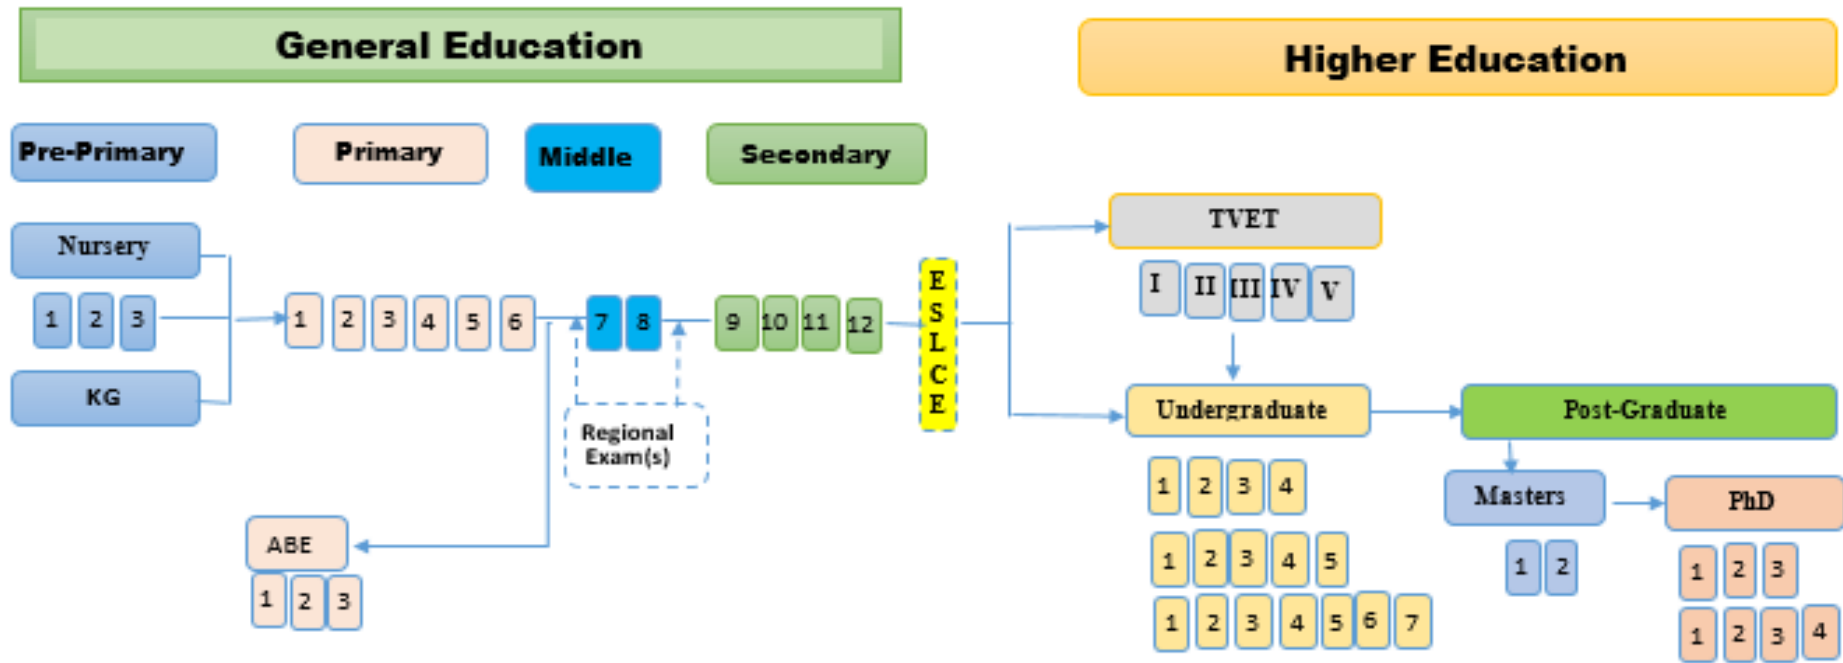 General Education
Higher Education
Pre-Primary
Primary
Middle
Secondary
Nursery
1 2 3
KG
1 2 3 4 5 6
7 8
9 10 11 12
E
S
L
C
E
Regional
Exam(s)
ABE
1 2 3
TVET
I II III IV V
Undergraduate
1 2 3 4
1 2 3 4 5
1 2 3 4 5 6 7
Post-Graduate
Masters
1 2
PhD
1 2 3
1 2 3 4